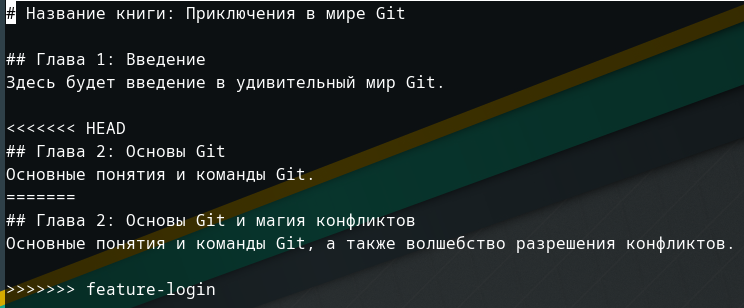 # Название книги: Приключения в мире Git
## Глава 1: Введение
Здесь будет введение в удивительный мир Git.
<<<<<<< HEAD
## Глава 2: Основы Git
Основные понятия и команды Git.
=======
## Глава 2: Основы Git и магия конфликтов
Основные понятия и команды Git, а также волшебство разрешения конфликтов.
>>>>>>> feature-login